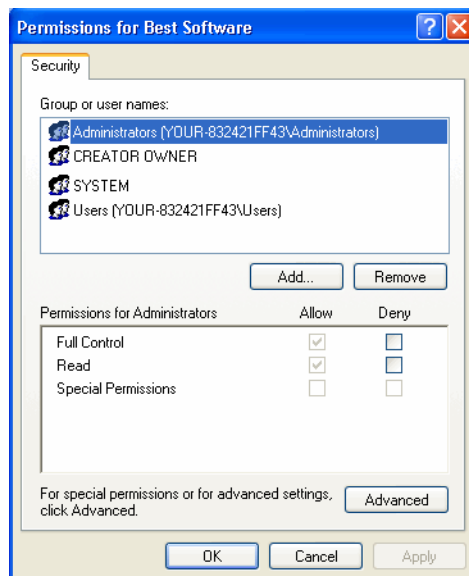 Permissions for Best Software
Security
Group or user names:
Administrators (YOUR-832421FF43\Administrators)
CREATOR OWNER
SYSTEM
Users (YOUR-832421FF43\Users)
Add... Remove
Permissions for Administrators Allow Deny
Full Control
Read
Special Permissions
For special permissions or for advanced settings,
click Advanced.
Advanced
OK Cancel Apply